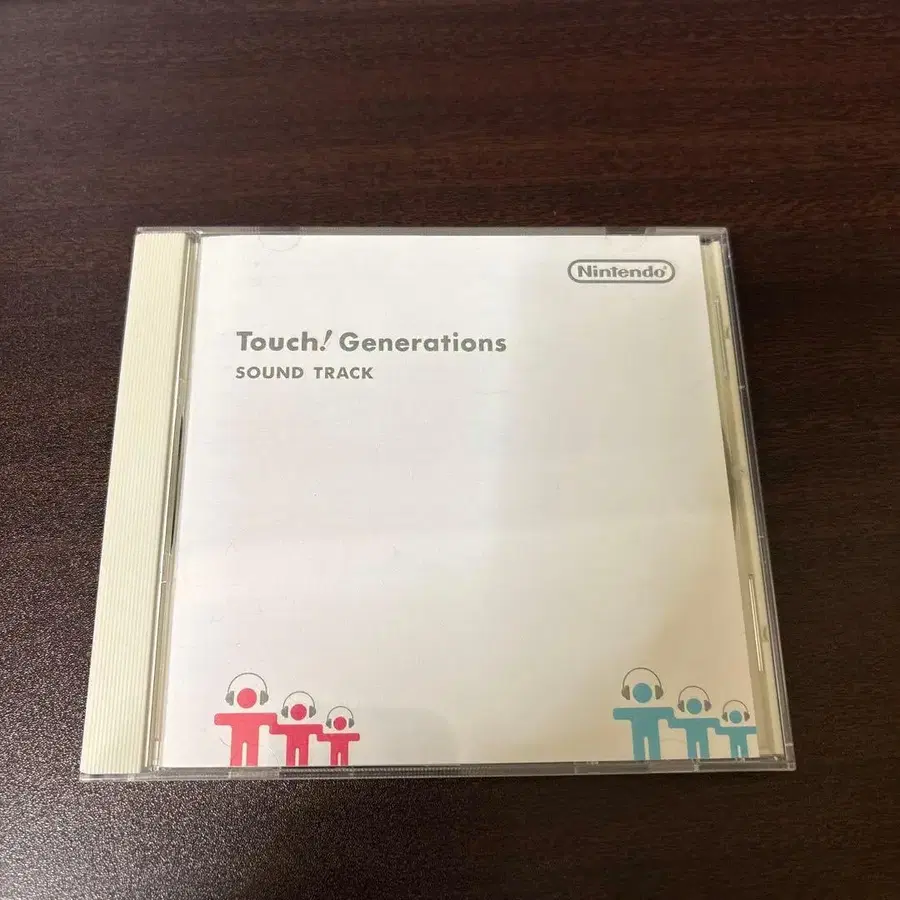 Nintendo®
Touch! Generations
SOUND TRACK